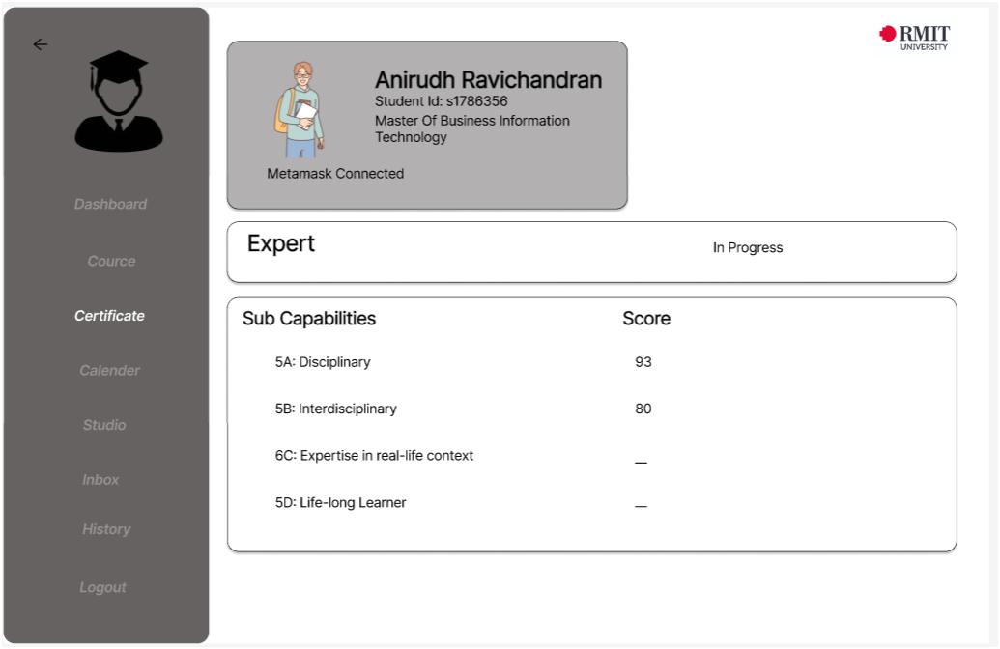 RMIT
UNIVERSITY
Anirudh Ravichandran
Student Id: s1786356
Master Of Business Information
Technology
Metamask Connected
Dashboard
Cource
Certificate
Calender
Studio
Inbox
History
Logout
Expert In Progress
Sub Capabilities Score
5A: Disciplinary 93
5B: Interdisciplinary 80
6C: Expertise in real-life context __
5D: Life-long Learner __